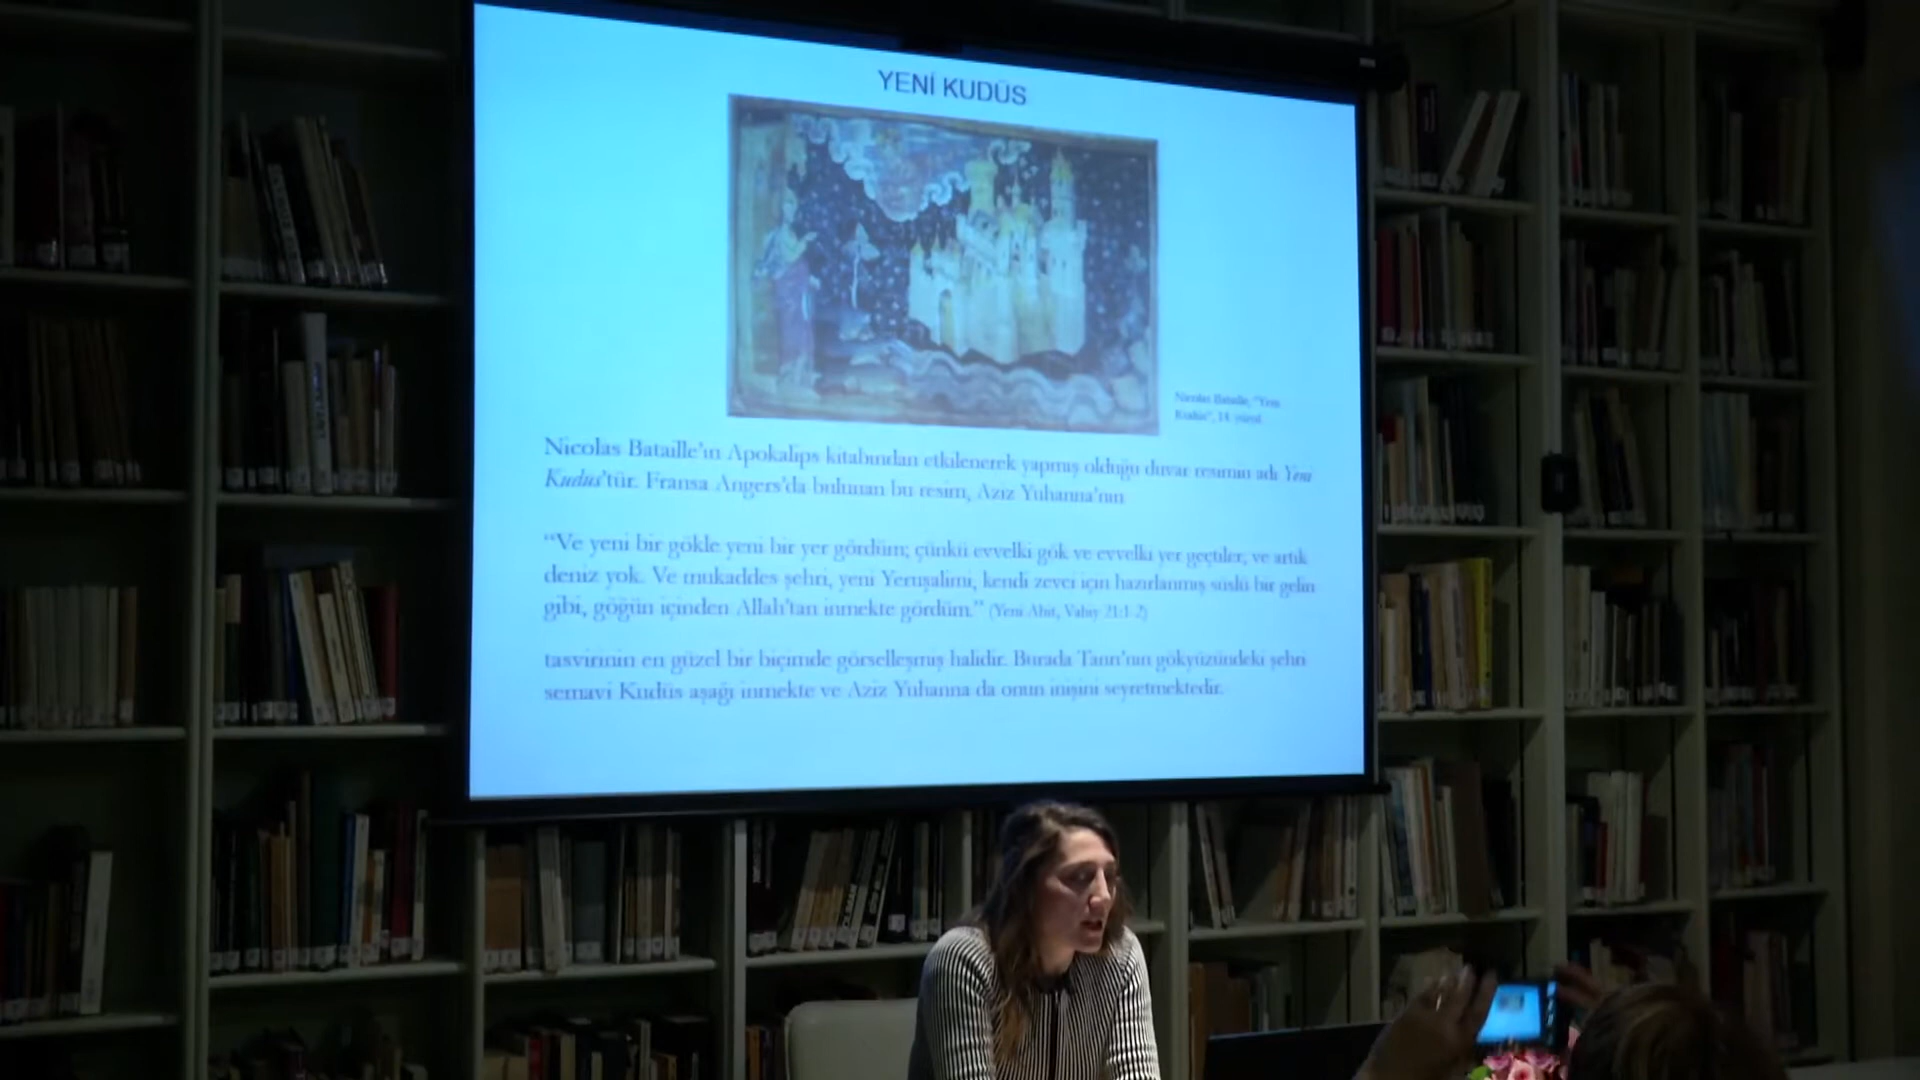 YENİ KUDÜS
Nicolas Bataille, "Yeni
Kudüs", 14. yüzyıl
Nicolas Bataille'ın Apokalips kitabından etkilenerek yapmış olduğu duvar resminin adı Yeni
Kudüs'tür. Fransa Angers'da bulunan bu resim, Aziz Yuhanna'nın
“Ve yeni bir gökle yeni bir yer gördüm; çünkü evvelki gök ve evvelki yer geçtiler, ve artık
deniz yok. Ve mukaddes şehri, yeni Yeruşalimi, kendi zevci için hazırlanmış süslü bir gelin
gibi, göğün içinden Allah'tan inmekte gördüm.” (Yeni Ahit, Vahiy 21:1-2)
tasvirinin en güzel bir biçimde görselleşmiş halidir. Burada Tanrı'nın gökyüzündeki şehri
semavi Kudüs aşağı inmekte ve Aziz Yuhanna da onun inişini seyretmektedir.